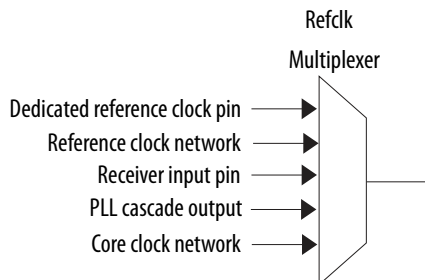 Refclk
Multiplexer
Dedicated reference clock pin
Reference clock network
Receiver input pin
PLL cascade output
Core clock network